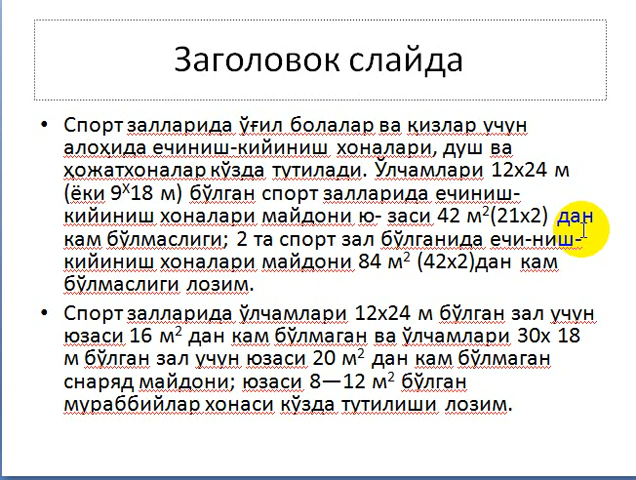 Заголовок слайда
• Спорт залларида ўғил болалар ва қизлар учун
алоҳида ечиниш-кийиниш хоналари, душ ва
ҳожатхоналар кўзда тутилади. Ўлчамлари 12х24 м
(ёки 9ˣ18 м) бўлган спорт залларида ечиниш-
кийиниш хоналари майдони ю- заси 42 м²(21х2) дан
кам бўлмаслиги; 2 та спорт зал бўлганида ечи-ниш-
кийиниш хоналари майдони 84 м² (42х2)дан кам
бўлмаслиги лозим.
• Спорт залларида ўлчамлари 12х24 м бўлган зал учун
юзаси 16 м² дан кам бўлмаган ва ўлчамлари 30х 18
м бўлган зал учун юзаси 20 м² дан кам бўлмаган
снаряд майдони; юзаси 8—12 м² бўлган
мураббийлар хонаси кўзда тутилиши лозим.